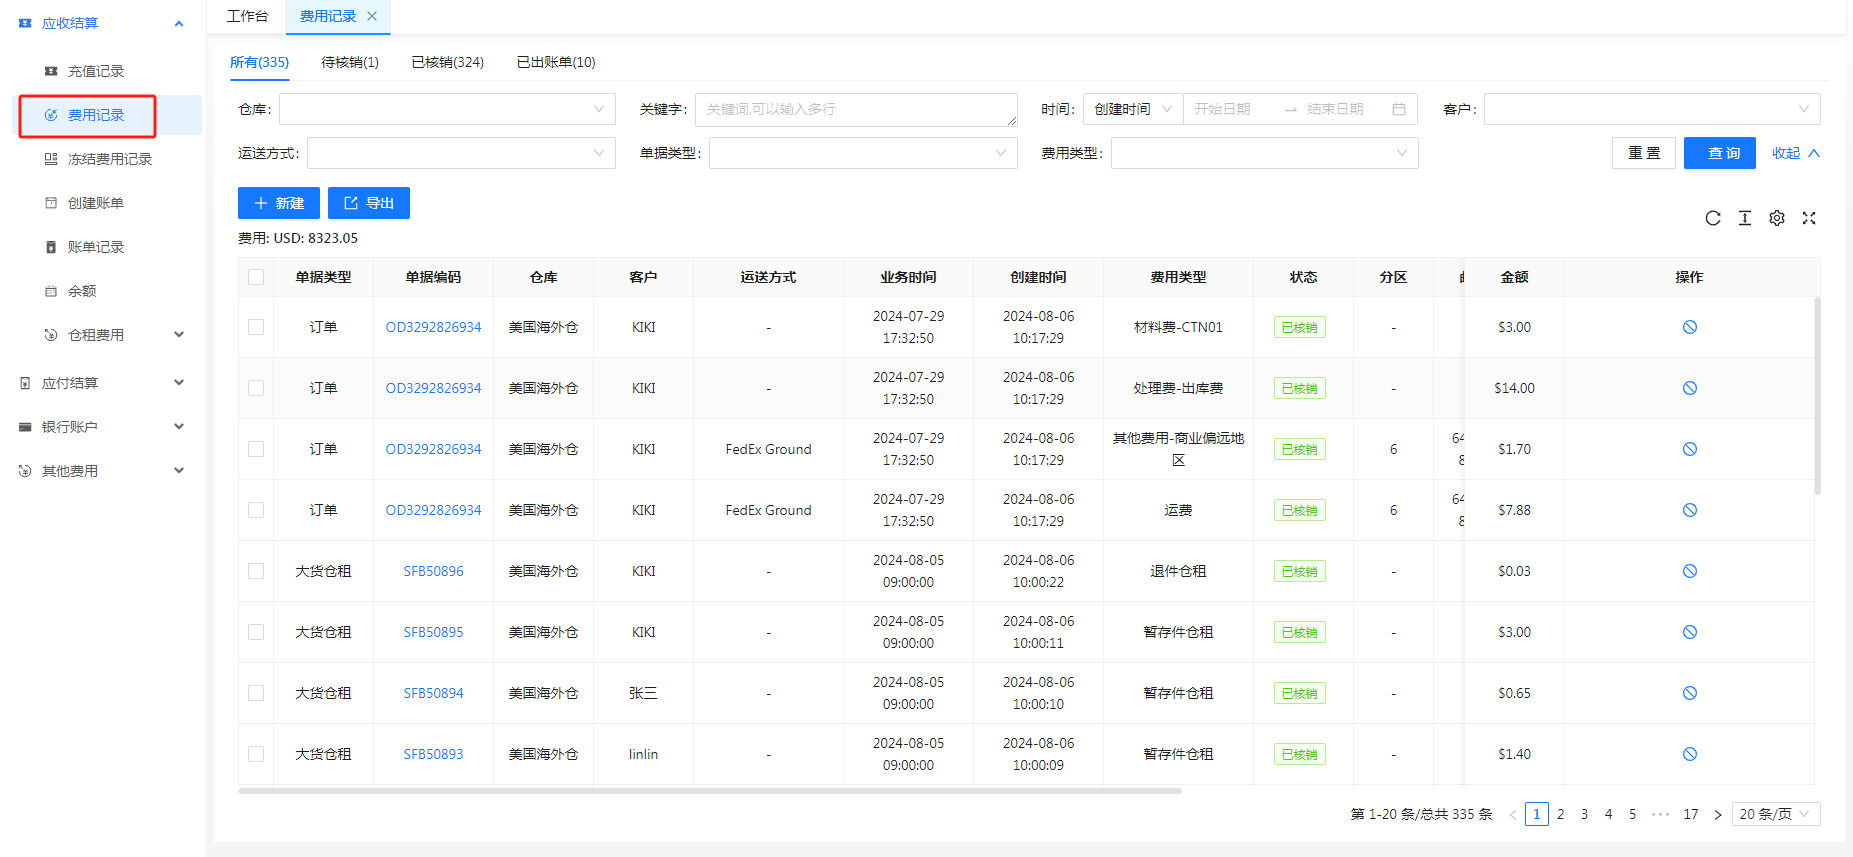 应收结算
充值记录
费用记录
冻结费用记录
创建账单
账单记录
余额
仓租费用
应付结算
银行账户
其他费用
工作台 费用记录
所有(335) 待核销(1) 已核销(324) 已出账单(10)
仓库: 关键字: 关键词,可以输入多行 时间: 创建时间 开始日期 结束日期 客户:
运送方式: 单据类型: 费用类型: 重 置 查 询 收起
新建 导出
费用: USD: 8323.05
单据类型 单据编码 仓库 客户 运送方式 业务时间 创建时间 费用类型 状态 分区 金额 操作
订单 OD3292826934 美国海外仓 KIKI - 2024-07-29 17:32:50 2024-08-06 10:17:29 材料费-CTN01 已核销 - $3.00
订单 OD3292826934 美国海外仓 KIKI - 2024-07-29 17:32:50 2024-08-06 10:17:29 处理费-出库费 已核销 - $14.00
订单 OD3292826934 美国海外仓 KIKI FedEx Ground 2024-07-29 17:32:50 2024-08-06 10:17:29 其他费用-商业偏远地区 已核销 6 64 $1.70
订单 OD3292826934 美国海外仓 KIKI FedEx Ground 2024-07-29 17:32:50 2024-08-06 10:17:29 运费 已核销 6 64 $7.88
大货仓租 SFB50896 美国海外仓 KIKI - 2024-08-05 09:00:00 2024-08-06 10:00:22 退件仓租 已核销 - $0.03
大货仓租 SFB50895 美国海外仓 KIKI - 2024-08-05 09:00:00 2024-08-06 10:00:11 暂存件仓租 已核销 - $3.00
大货仓租 SFB50894 美国海外仓 张三 - 2024-08-05 09:00:00 2024-08-06 10:00:10 暂存件仓租 已核销 - $0.65
大货仓租 SFB50893 美国海外仓 linlin - 2024-08-05 09:00:00 2024-08-06 10:00:09 暂存件仓租 已核销 - $1.40
第 1-20 条/总共 335 条 1 2 3 4 5 ••• 17 20 条/页